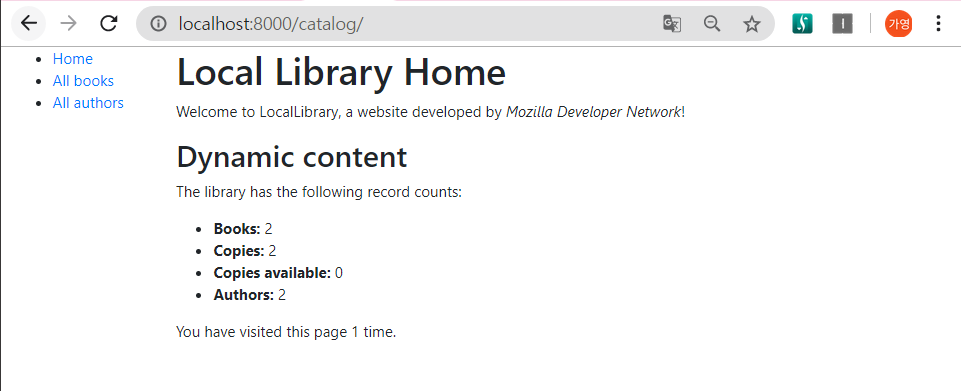 localhost:8000/catalog/
가영
Home
All books
All authors
Local Library Home
Welcome to LocalLibrary, a website developed by Mozilla Developer Network!
Dynamic content
The library has the following record counts:
Books: 2
Copies: 2
Copies available: 0
Authors: 2
You have visited this page 1 time.